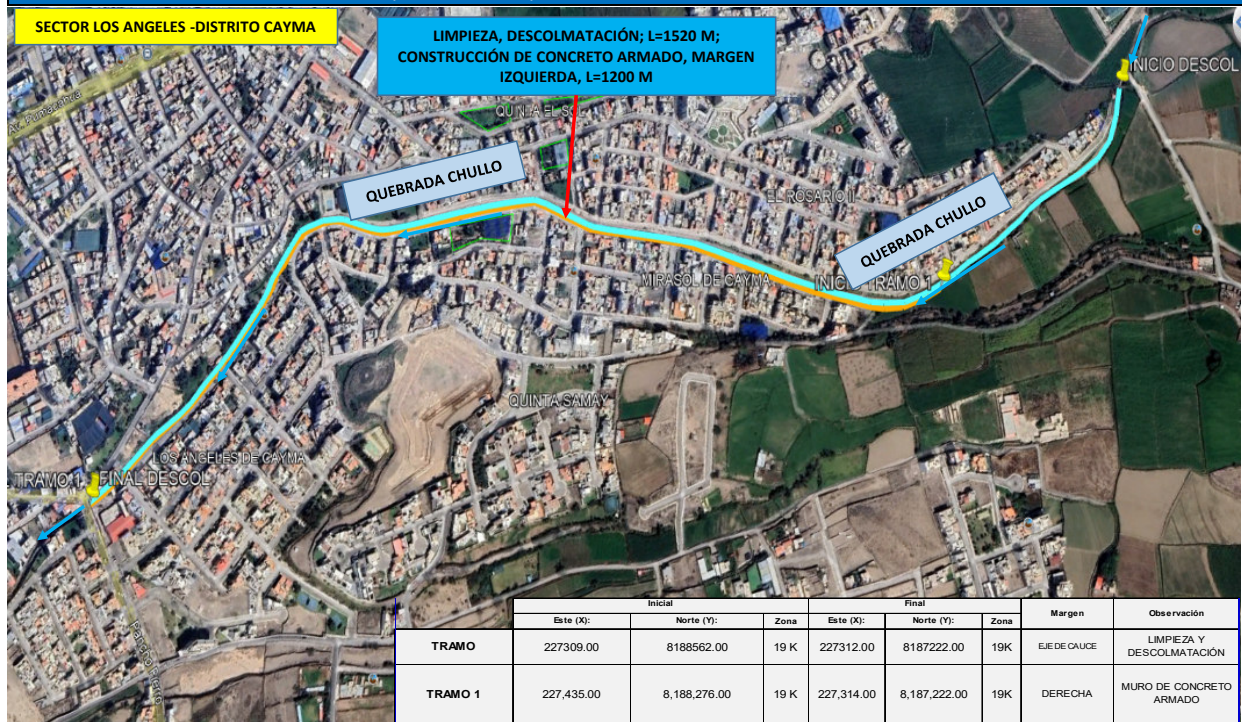 SECTOR LOS ANGELES -DISTRITO CAYMA
LIMPIEZA, DESCOLMATACIÓN; L=1520 M;
CONSTRUCCIÓN DE CONCRETO ARMADO, MARGEN
IZQUIERDA, L=1200 M
INICIO DESCOL
QUINTA EL SOL
QUEBRADA CHULLO
EL ROSARIO II
QUEBRADA CHULLO
MIRASOL DE CAYMA
TRAMO 1
QUINTA SAMAY
LOS ANGELES DE CAYMA
TRAMO 1
FINAL DESCOL
Inicial Final Margen Observación
Este (X): Norte (Y): Zona Este (X): Norte (Y): Zona
TRAMO 227309.00 8188562.00 19 K 227312.00 8187222.00 19K EJE DE CAUCE LIMPIEZA Y
DESCOLMATACIÓN
TRAMO 1 227,435.00 8,188,276.00 19 K 227,314.00 8,187,222.00 19K DERECHA MURO DE CONCRETO
ARMADO